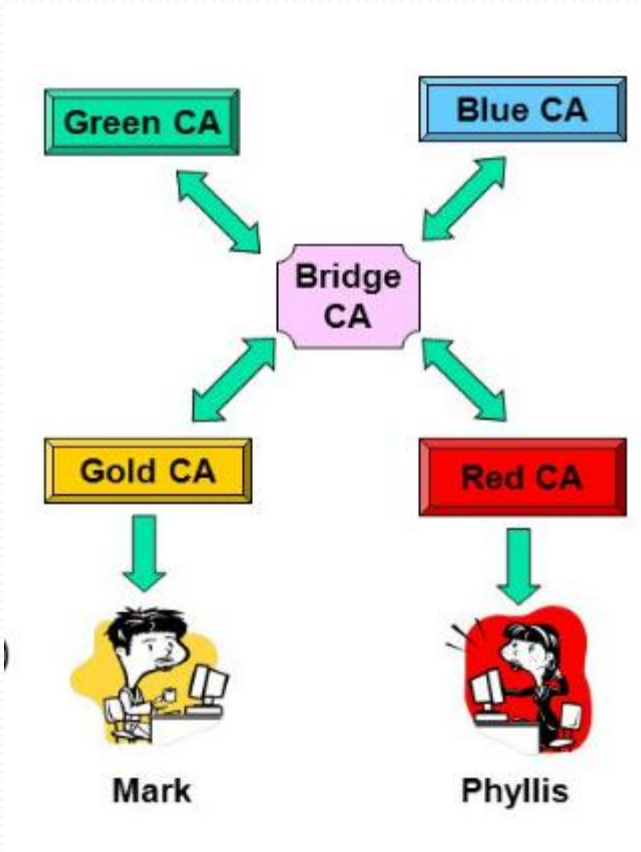 Green CA
Blue CA
Bridge
CA
Gold CA
Red CA
)
Mark
Phyllis